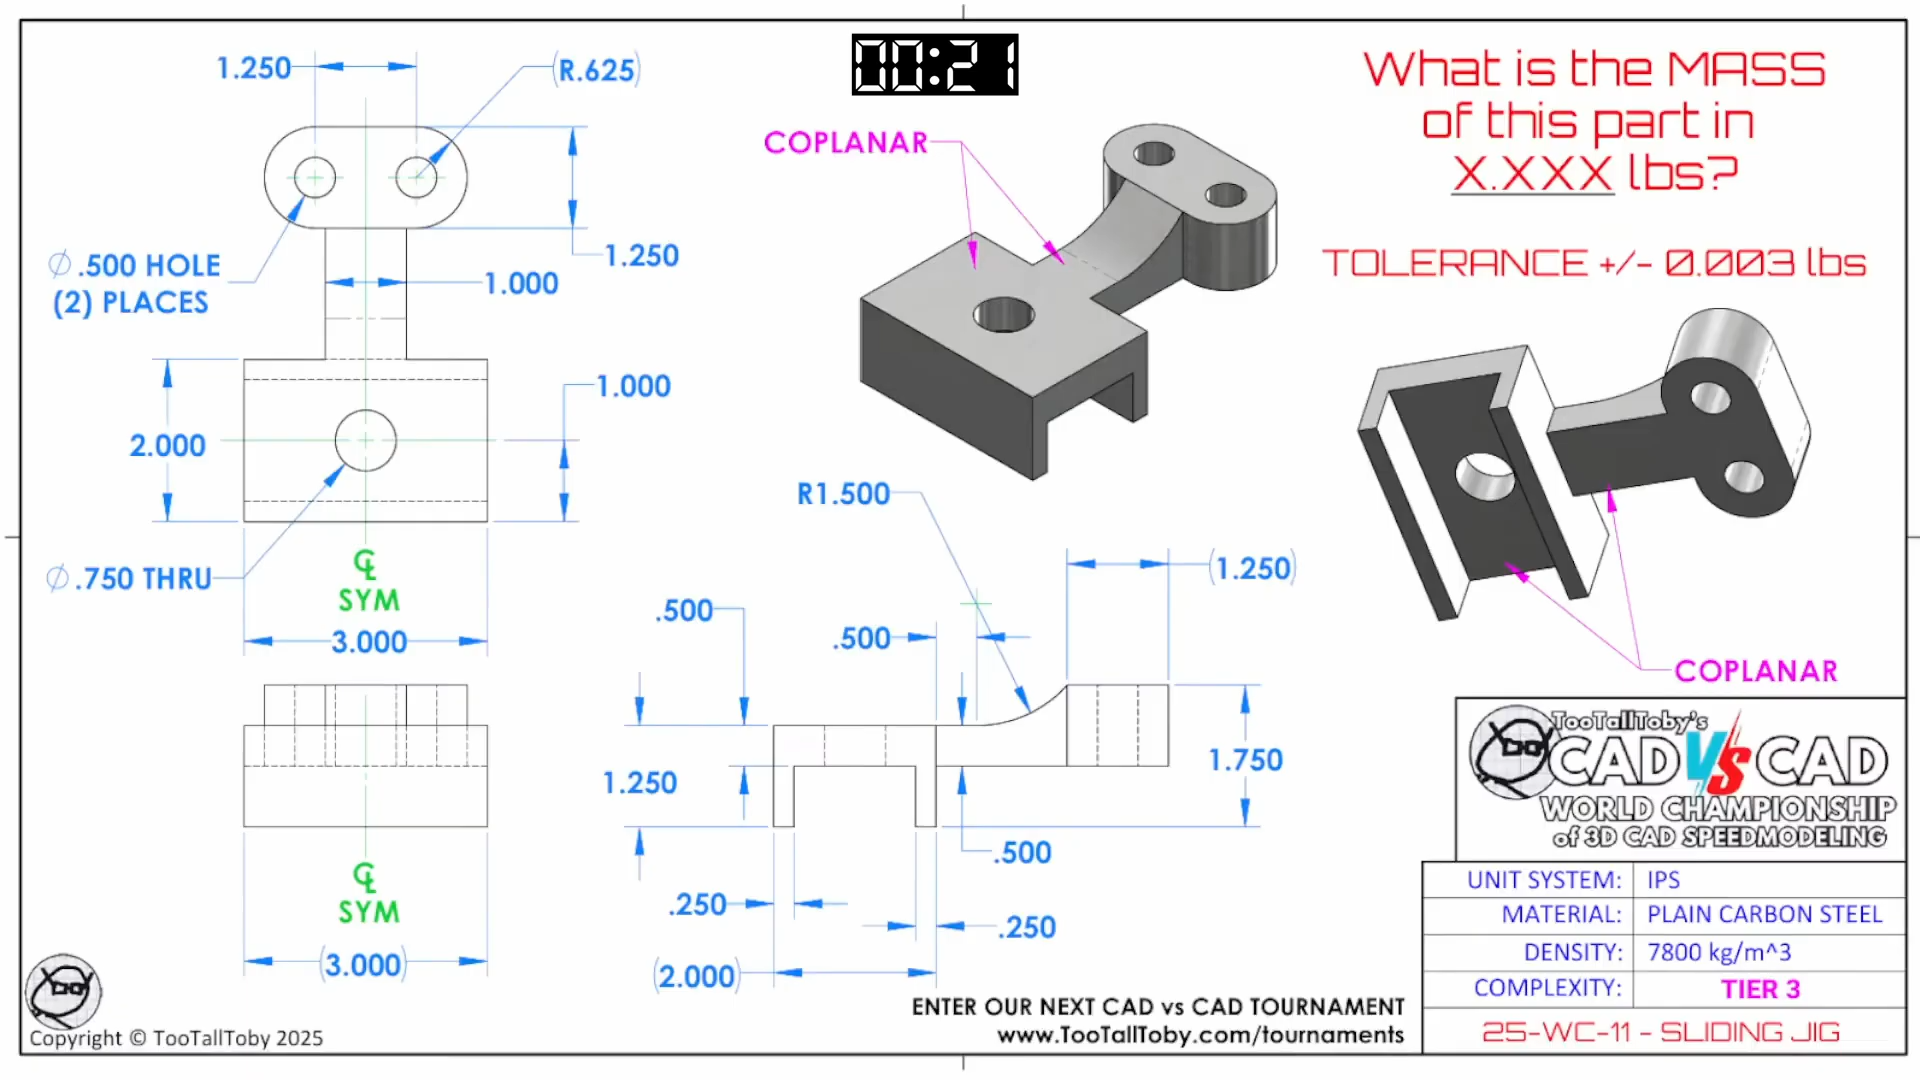 00:21
What is the MASS
of this part in
X.XXX lbs?
TOLERANCE +/- 0.003 lbs
1.250
(R.625)
Ø .500 HOLE
(2) PLACES
1.250
1.000
2.000
1.000
Ø .750 THRU
℄
SYM
3.000
COPLANAR
R1.500
(1.250)
.500
.500
1.250
1.750
.500
.250
.250
(2.000)
℄
SYM
(3.000)
COPLANAR
TooTallToby's
CAD VS CAD
WORLD CHAMPIONSHIP
of 3D CAD SPEEDMODELING
UNIT SYSTEM: IPS
MATERIAL: PLAIN CARBON STEEL
DENSITY: 7800 kg/m^3
COMPLEXITY: TIER 3
25-WC-11 - SLIDING JIG
ENTER OUR NEXT CAD vs CAD TOURNAMENT
www.TooTallToby.com/tournaments
Copyright © TooTallToby 2025